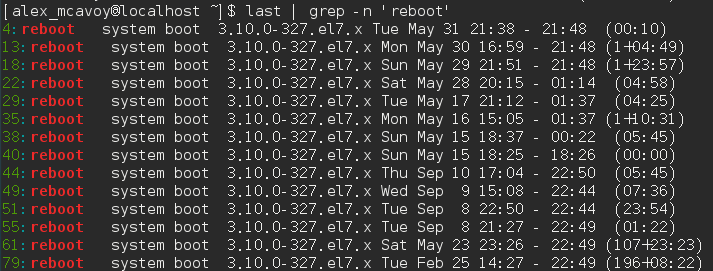 [alex_mcavoy@localhost ~]$ last | grep -n 'reboot'
4:reboot   system boot  3.10.0-327.el7.x Tue May 31 21:38 - 21:48  (00:10)
13:reboot   system boot  3.10.0-327.el7.x Mon May 30 16:59 - 21:48 (1+04:49)
18:reboot   system boot  3.10.0-327.el7.x Sun May 29 21:51 - 21:48 (1+23:57)
22:reboot   system boot  3.10.0-327.el7.x Sat May 28 20:15 - 01:14  (04:58)
29:reboot   system boot  3.10.0-327.el7.x Tue May 17 21:12 - 01:37  (04:25)
35:reboot   system boot  3.10.0-327.el7.x Mon May 16 15:05 - 01:37 (1+10:31)
38:reboot   system boot  3.10.0-327.el7.x Sun May 15 18:37 - 00:22  (05:45)
40:reboot   system boot  3.10.0-327.el7.x Sun May 15 18:25 - 18:26  (00:00)
44:reboot   system boot  3.10.0-327.el7.x Thu Sep 10 17:04 - 22:50  (05:45)
49:reboot   system boot  3.10.0-327.el7.x Wed Sep  9 15:08 - 22:44  (07:36)
51:reboot   system boot  3.10.0-327.el7.x Tue Sep  8 22:50 - 22:44  (23:54)
55:reboot   system boot  3.10.0-327.el7.x Tue Sep  8 21:27 - 22:49  (01:22)
61:reboot   system boot  3.10.0-327.el7.x Sat May 23 23:26 - 22:49 (107+23:23)
79:reboot   system boot  3.10.0-327.el7.x Tue Feb 25 14:27 - 22:49 (196+08:22)